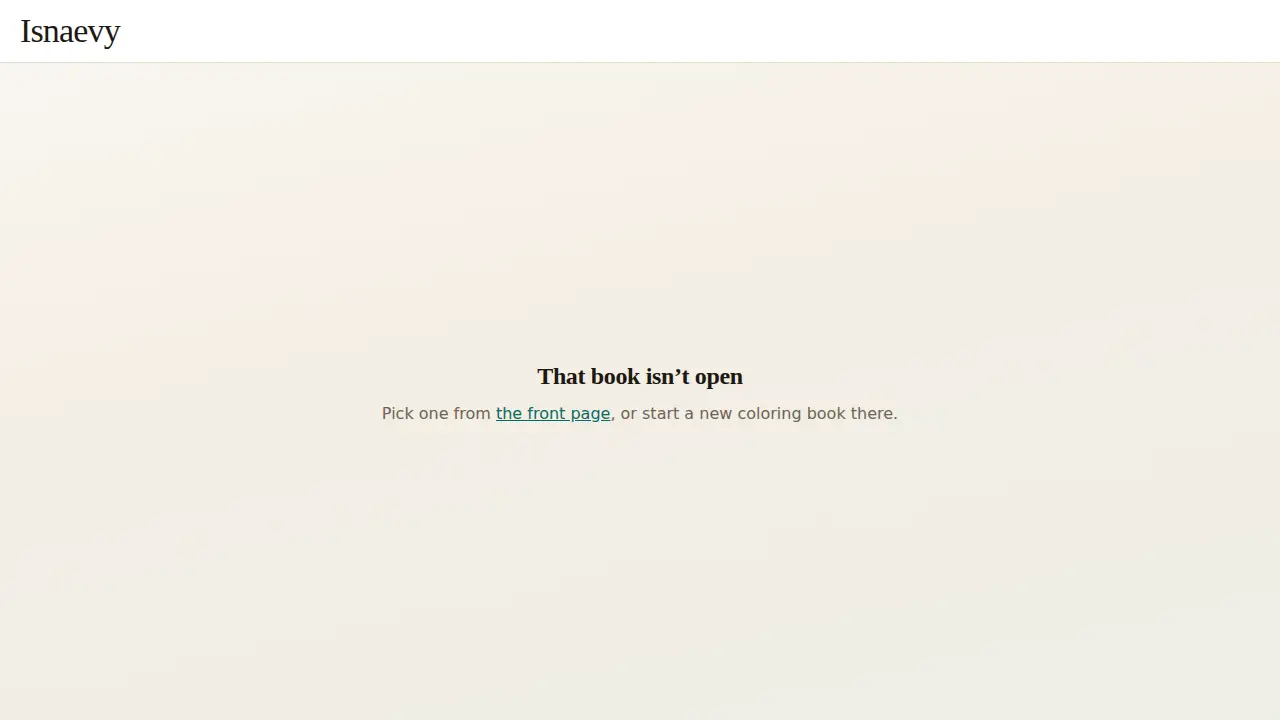 Isnaevy
That book isn’t open
Pick one from the front page, or start a new coloring book there.